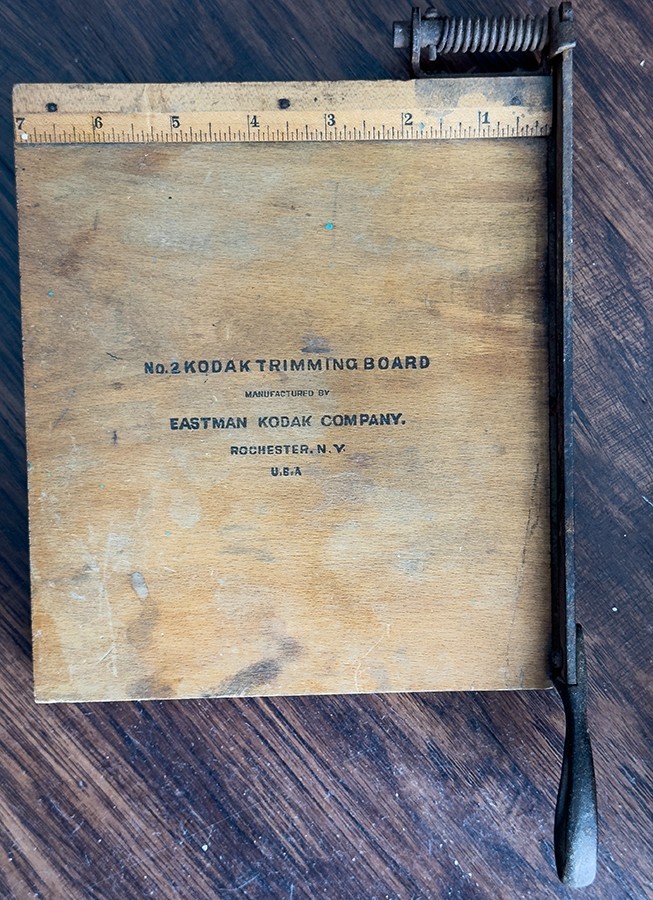 7 6 5 4 3 2 1
No. 2 KODAK TRIMMING BOARD
MANUFACTURED BY
EASTMAN KODAK COMPANY.
ROCHESTER, N.Y.
U.S.A